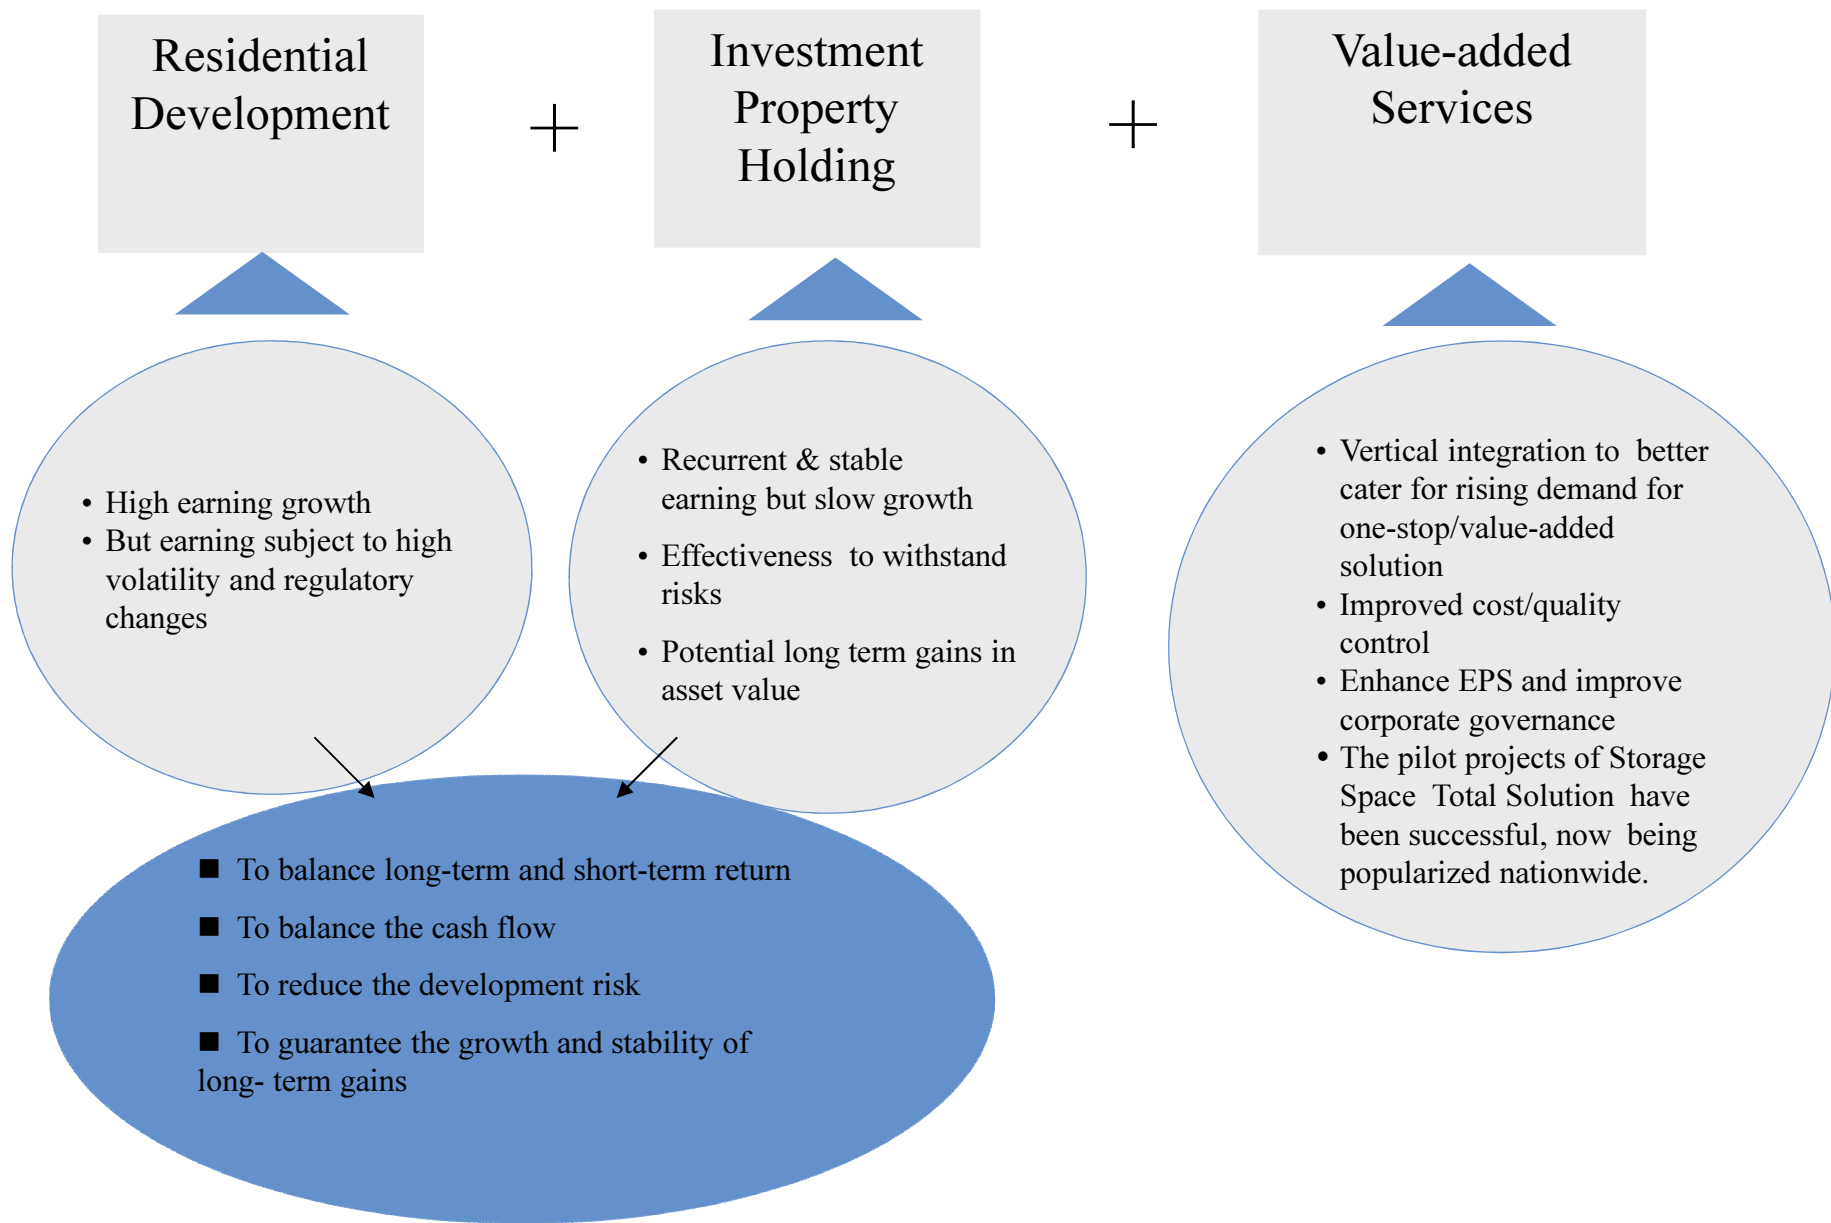 Residential
Development
+
Investment
Property
Holding
+
Value-added
Services
• High earning growth
• But earning subject to high
volatility and regulatory
changes
• Recurrent & stable
earning but slow growth
• Effectiveness to withstand
risks
• Potential long term gains in
asset value
• Vertical integration to better
cater for rising demand for
one-stop/value-added
solution
• Improved cost/quality
control
• Enhance EPS and improve
corporate governance
• The pilot projects of Storage
Space Total Solution have
been successful, now being
popularized nationwide.
■ To balance long-term and short-term return
■ To balance the cash flow
■ To reduce the development risk
■ To guarantee the growth and stability of
long- term gains